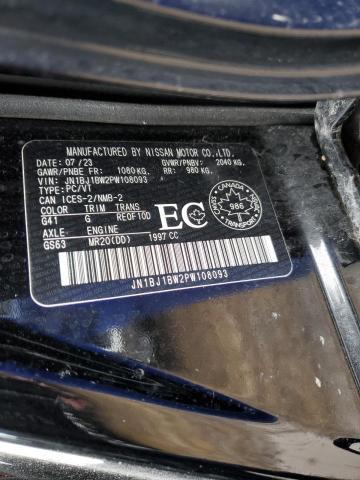 MANUFACTURED BY NISSAN MOTOR CO.,LTD.
DATE: 07/23 GVWR/PNBV: 2040 KG.
GAWR/PNBE FR: 1080 KG. RR: 980 KG.
VIN: JN1BJ1BW2PW108093
TYPE: PC/VT
CAN ICES-2/NMB-2
COLOR TRIM TRANS
G41 G RE0F10D
AXLE: ENGINE
GS63 MR20(DD) 1997 CC
EC
CANADA
986
TRANSPORT
JN1BJ1BW2PW108093